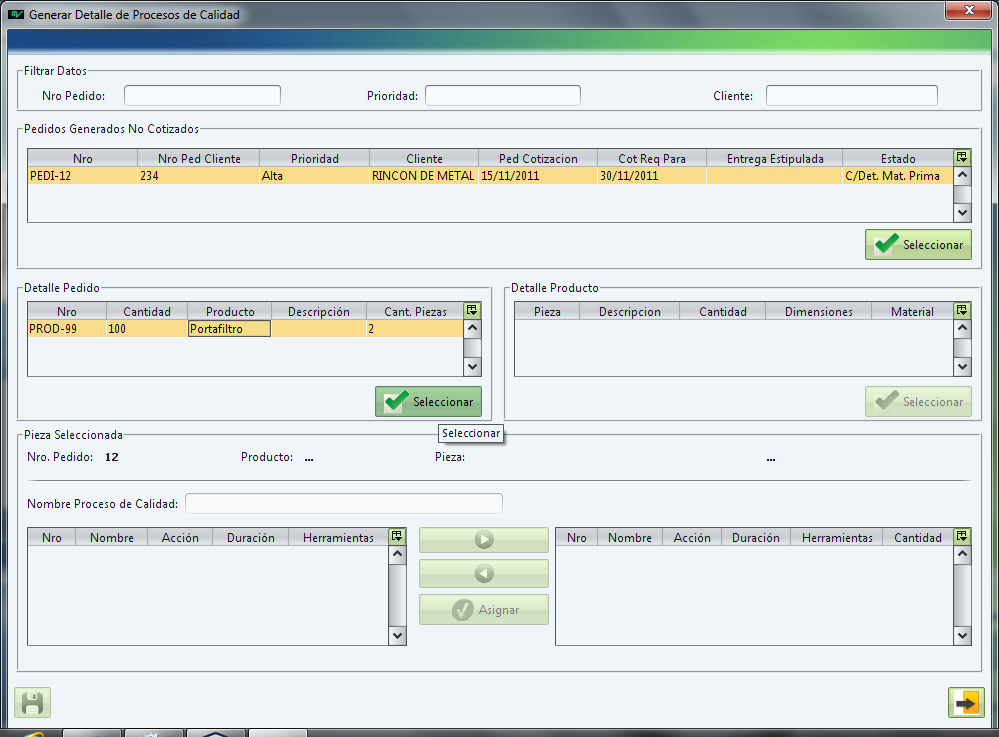 Generar Detalle de Procesos de Calidad
Filtrar Datos
Nro Pedido: Prioridad: Cliente:
Pedidos Generados No Cotizados
Nro Nro Ped Cliente Prioridad Cliente Ped Cotizacion Cot Req Para Entrega Estipulada Estado
PEDI-12 234 Alta RINCON DE METAL 15/11/2011 30/11/2011 C/Det. Mat. Prima
Seleccionar
Detalle Pedido
Nro Cantidad Producto Descripción Cant. Piezas
PROD-99 100 Portafiltro 2
Seleccionar
Seleccionar
Detalle Producto
Pieza Descripcion Cantidad Dimensiones Material
Seleccionar
Pieza Seleccionada
Nro. Pedido: 12 Producto: ... Pieza: ...
Nombre Proceso de Calidad:
Nro Nombre Acción Duración Herramientas
Asignar
Nro Nombre Acción Duración Herramientas Cantidad